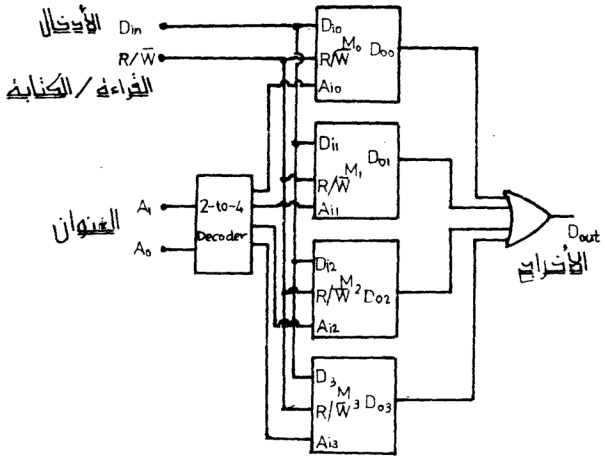 الأدخال Din
القراءة / الكتابة R/W̅
العنوان
A₁
A₀
2-to-4
Decoder
Di0 M₀ D00
R/W̅
Ai0
Di1 D01
R/W̅ M₁
Ai1
Di2 M₂
R/W̅ D02
Ai2
D₃ M₃
R/W̅ D03
Ai3
Dout
الأخراج